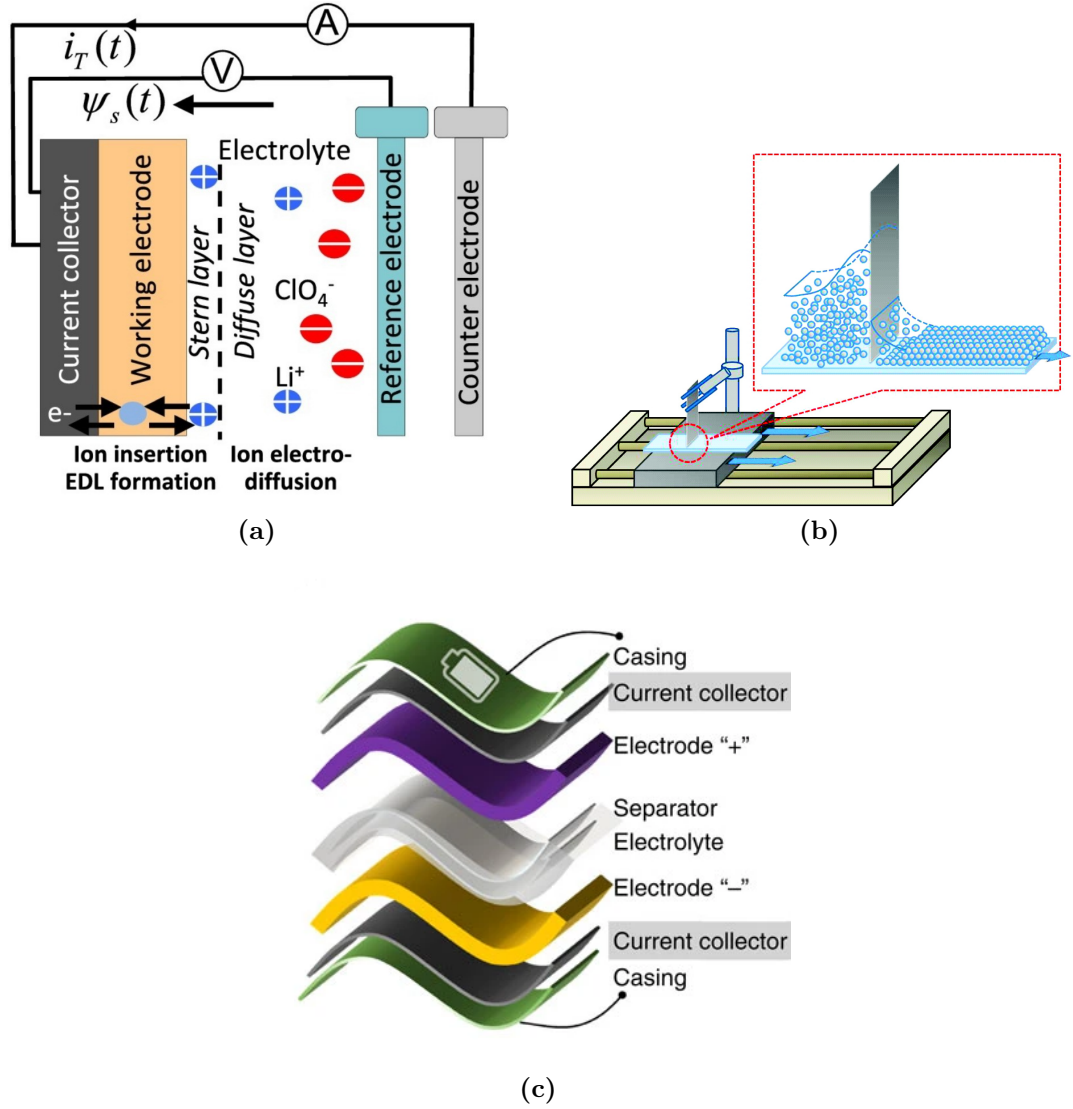 A
i_T(t)
V
ψ_s(t)
Electrolyte
Current collector
Working electrode
Stern layer
Diffuse layer
Reference electrode
Counter electrode
ClO₄⁻
Li⁺
e-
Ion insertion
EDL formation
Ion electro-
diffusion
(a)
(b)
Casing
Current collector
Electrode “+”
Separator
Electrolyte
Electrode “–”
Current collector
Casing
(c)